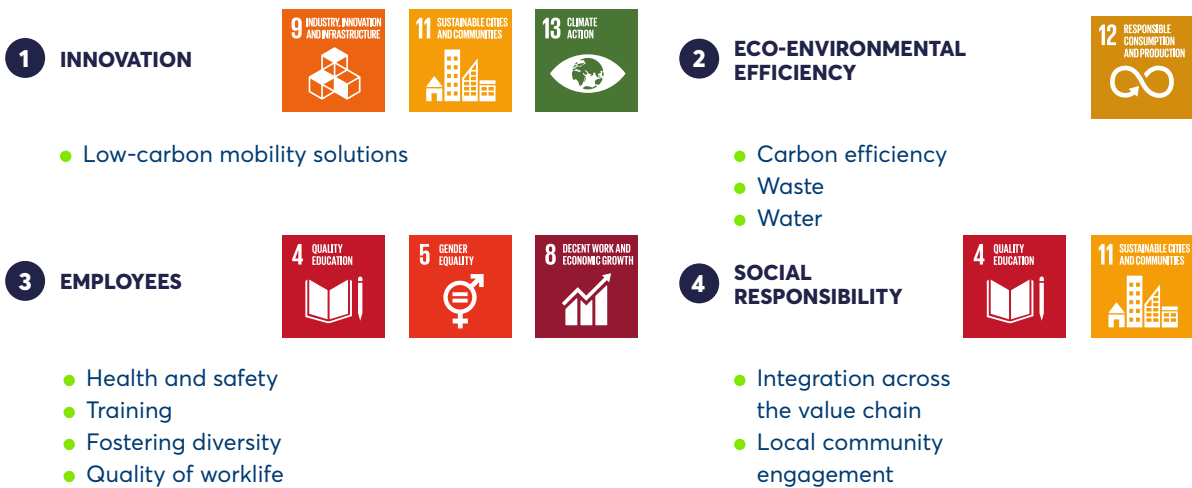 1
INNOVATION
9 INDUSTRY, INNOVATION
AND INFRASTRUCTURE
11 SUSTAINABLE CITIES
AND COMMUNITIES
13 CLIMATE
ACTION
Low-carbon mobility solutions
2
ECO-ENVIRONMENTAL
EFFICIENCY
12 RESPONSIBLE
CONSUMPTION
AND PRODUCTION
Carbon efficiency
Waste
Water
3
EMPLOYEES
4 QUALITY
EDUCATION
5 GENDER
EQUALITY
8 DECENT WORK AND
ECONOMIC GROWTH
Health and safety
Training
Fostering diversity
Quality of worklife
4
SOCIAL
RESPONSIBILITY
4 QUALITY
EDUCATION
11 SUSTAINABLE CITIES
AND COMMUNITIES
Integration across
the value chain
Local community
engagement